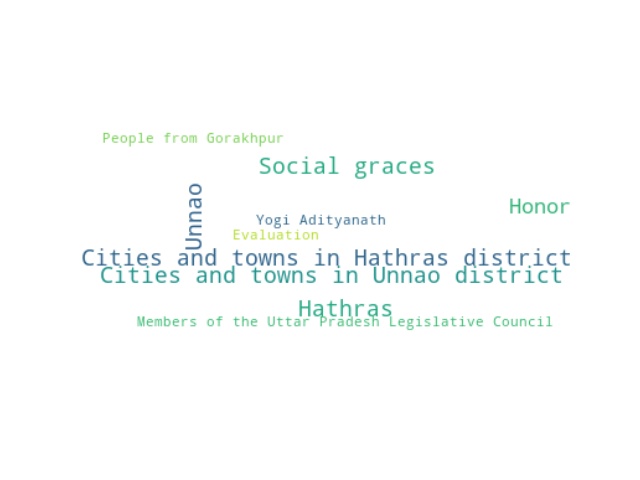 People from Gorakhpur
Social graces
Unnao
Honor
Yogi Adityanath
Evaluation
Cities and towns in Hathras district
Cities and towns in Unnao district
Hathras
Members of the Uttar Pradesh Legislative Council